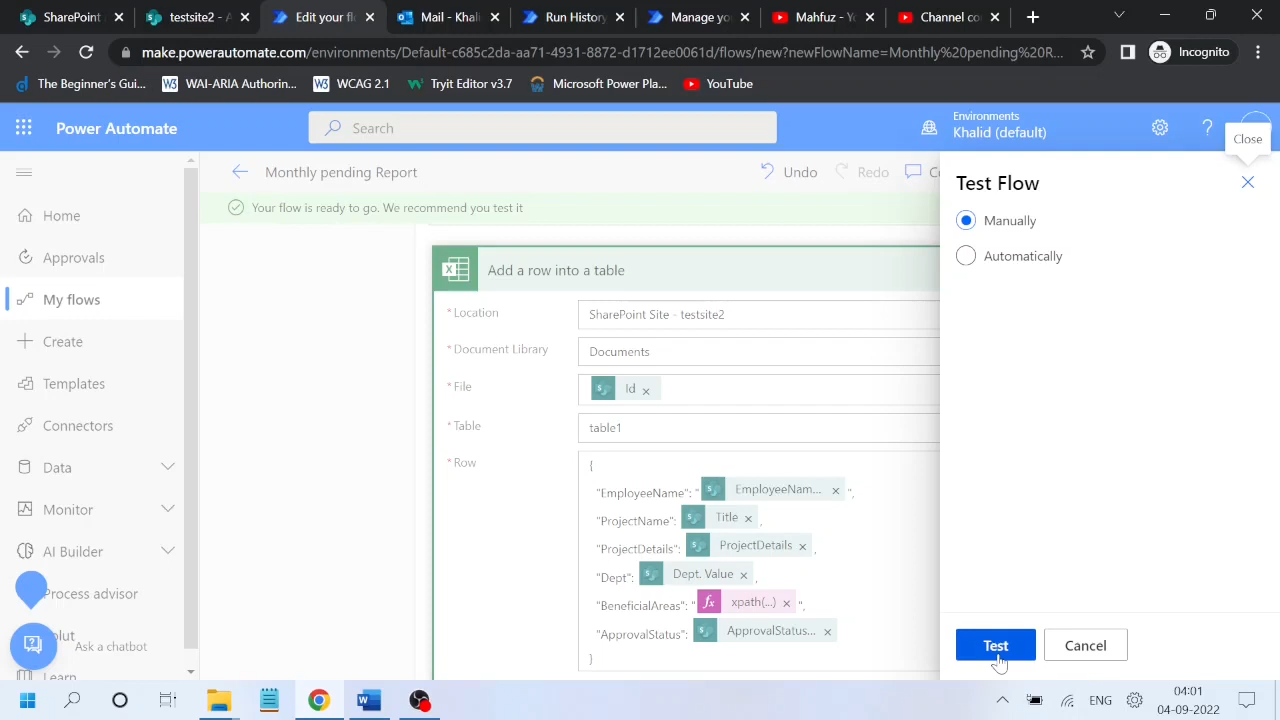 SharePoint
testsite2 - A
Edit your fl
Mail - Khali
Run History
Manage you
Mahfuz - Yo
Channel co
make.powerautomate.com/environments/Default-c685c2da-aa71-4931-8872-d1712ee0061d/flows/new?newFlowName=Monthly%20pending%20R...
Incognito
The Beginner's Gui...
WAI-ARIA Authorin...
WCAG 2.1
Tryit Editor v3.7
Microsoft Power Pla...
YouTube
Power Automate
Search
Environments
Khalid (default)
Close
Monthly pending Report
Undo
Redo
Your flow is ready to go. We recommend you test it
Home
Approvals
My flows
Create
Templates
Connectors
Data
Monitor
AI Builder
Process advisor
Ask a chatbot
Learn
Add a row into a table
* Location
SharePoint Site - testsite2
* Document Library
Documents
* File
Id ×
* Table
table1
* Row
{
"EmployeeName": " EmployeeNam... × ",
"ProjectName": Title × ,
"ProjectDetails": ProjectDetails × ,
"Dept": Dept. Value × ,
"BeneficialAreas": " xpath(...) × ",
"ApprovalStatus": ApprovalStatus... ×
}
Test Flow
Manually
Automatically
Test
Cancel
ENG
04:01
04-09-2022